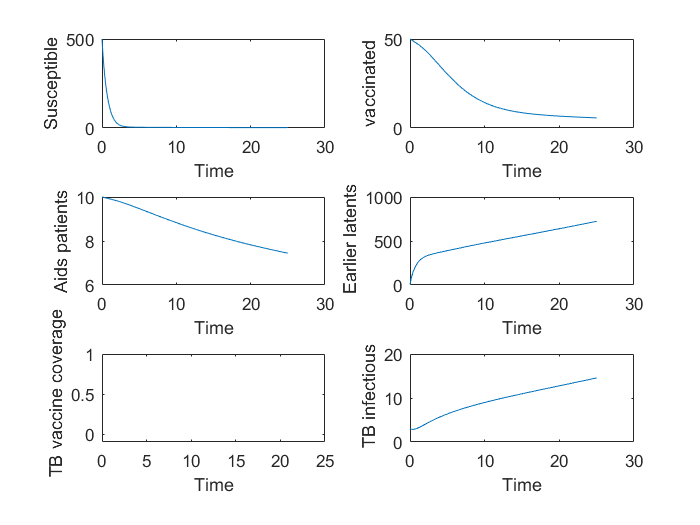 500
0
Susceptible
0 10 20 30
Time
50
0
vaccinated
0 10 20 30
Time
10
8
6
Aids patients
0 10 20 30
Time
1000
500
0
Earlier latents
0 10 20 30
Time
1
0.5
0
TB vaccine coverage
0 5 10 15 20 25
Time
20
10
0
TB infectious
0 10 20 30
Time